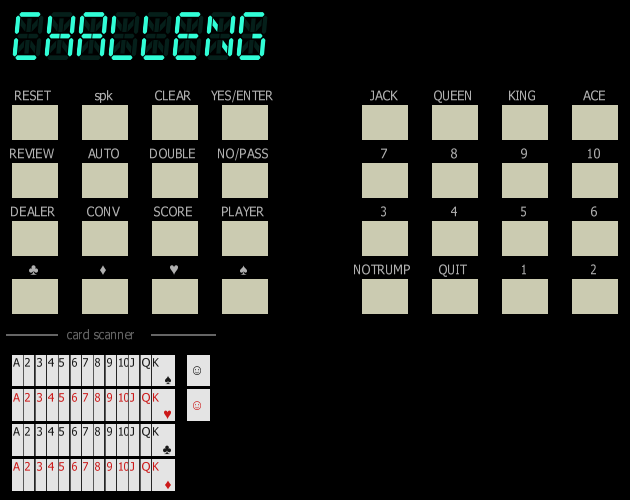 CHALLENG
RESET spk CLEAR YES/ENTER JACK QUEEN KING ACE
REVIEW AUTO DOUBLE NO/PASS 7 8 9 10
DEALER CONV SCORE PLAYER 3 4 5 6
♣ ♦ ♥ ♠ NOTRUMP QUIT 1 2
card scanner
A 2 3 4 5 6 7 8 9 10 J Q K ♠ ☺
A 2 3 4 5 6 7 8 9 10 J Q K ♥ ☺
A 2 3 4 5 6 7 8 9 10 J Q K ♣
A 2 3 4 5 6 7 8 9 10 J Q K ♦